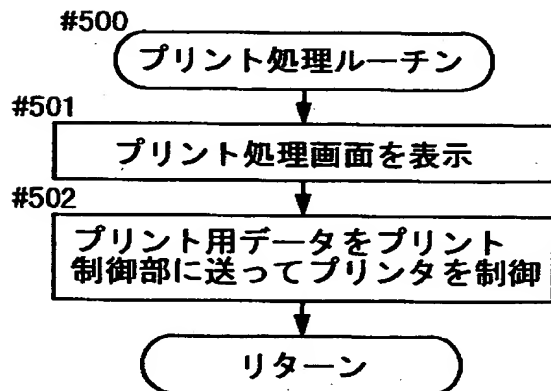 #500
プリント処理ルーチン
#501
プリント処理画面を表示
#502
プリント用データをプリント
制御部に送ってプリンタを制御
リターン